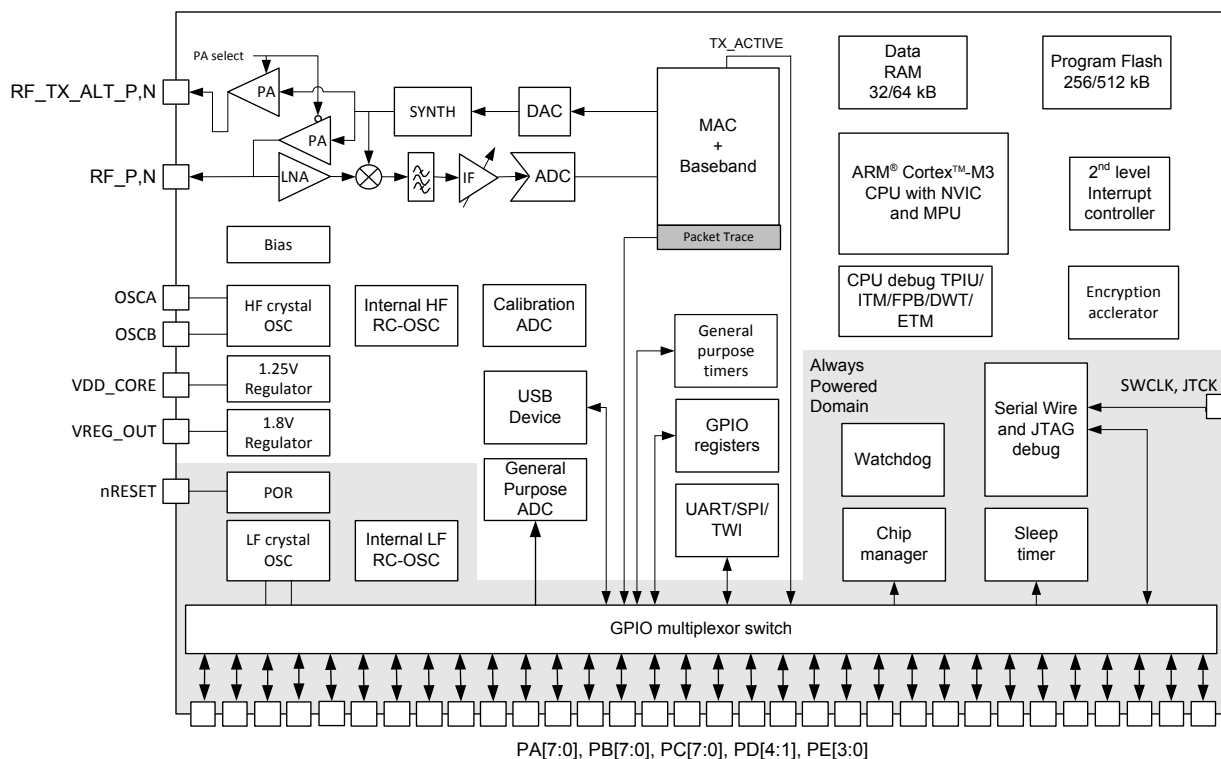 TX_ACTIVE
PA select
RF_TX_ALT_P,N
PA
SYNTH
DAC
MAC
+
Baseband
Data
RAM
32/64 kB
Program Flash
256/512 kB
PA
RF_P,N
LNA
IF
ADC
ARM® Cortex™-M3
CPU with NVIC
and MPU
2nd level
Interrupt
controller
Packet Trace
Bias
OSCA
OSCB
HF crystal
OSC
Internal HF
RC-OSC
Calibration
ADC
CPU debug TPIU/
ITM/FPB/DWT/
ETM
Encryption
acclerator
General
purpose
timers
VDD_CORE
1.25V
Regulator
USB
Device
Always
Powered
Domain
Serial Wire
and JTAG
debug
SWCLK, JTCK
VREG_OUT
1.8V
Regulator
GPIO
registers
Watchdog
nRESET
POR
General
Purpose
ADC
UART/SPI/
TWI
LF crystal
OSC
Internal LF
RC-OSC
Chip
manager
Sleep
timer
GPIO multiplexor switch
PA[7:0], PB[7:0], PC[7:0], PD[4:1], PE[3:0]